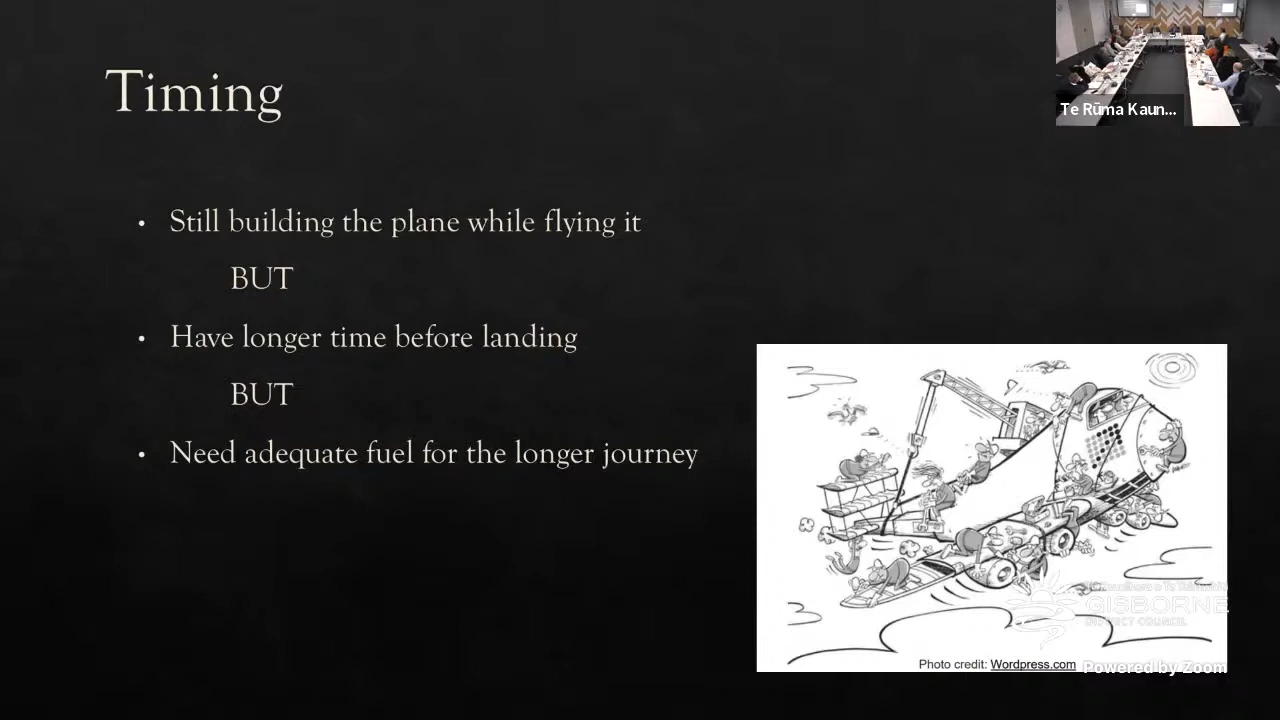 Timing
Te Rūma Kaun...
• Still building the plane while flying it
BUT
• Have longer time before landing
BUT
• Need adequate fuel for the longer journey
GISBORNE
DISTRICT COUNCIL
Photo credit: Wordpress.com
Powered by Zoom